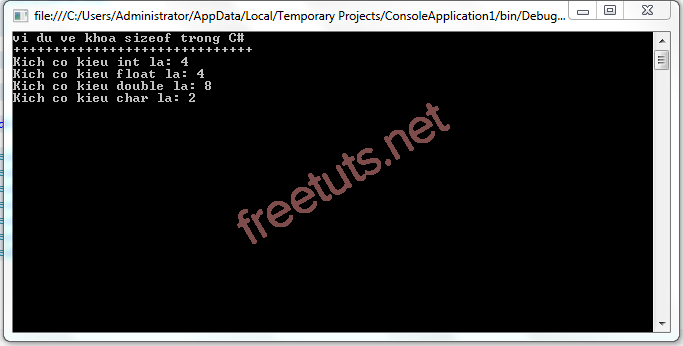 file:///C:/Users/Administrator/AppData/Local/Temporary Projects/ConsoleApplication1/bin/Debug...
vi du ve khoa sizeof trong C#
++++++++++++++++++++++++++++++
Kich co kieu int la: 4
Kich co kieu float la: 4
Kich co kieu double la: 8
Kich co kieu char la: 2
freetuts.net